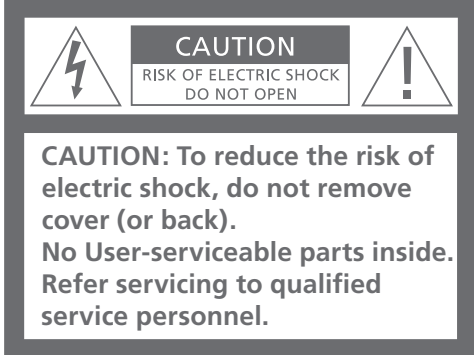 CAUTION
RISK OF ELECTRIC SHOCK
DO NOT OPEN
!
CAUTION: To reduce the risk of
electric shock, do not remove
cover (or back).
No User-serviceable parts inside.
Refer servicing to qualified
service personnel.